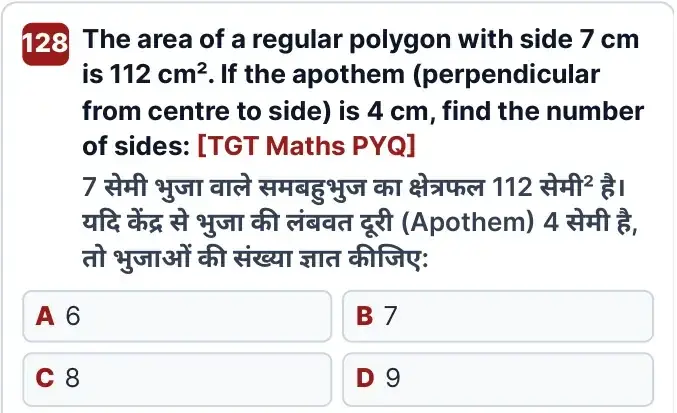 128 The area of a regular polygon with side 7 cm
is 112 cm². If the apothem (perpendicular
from centre to side) is 4 cm, find the number
of sides: [TGT Maths PYQ]
7 सेमी भुजा वाले समबहुभुज का क्षेत्रफल 112 सेमी² है।
यदि केंद्र से भुजा की लंबवत दूरी (Apothem) 4 सेमी है,
तो भुजाओं की संख्या ज्ञात कीजिए:
A 6
B 7
C 8
D 9